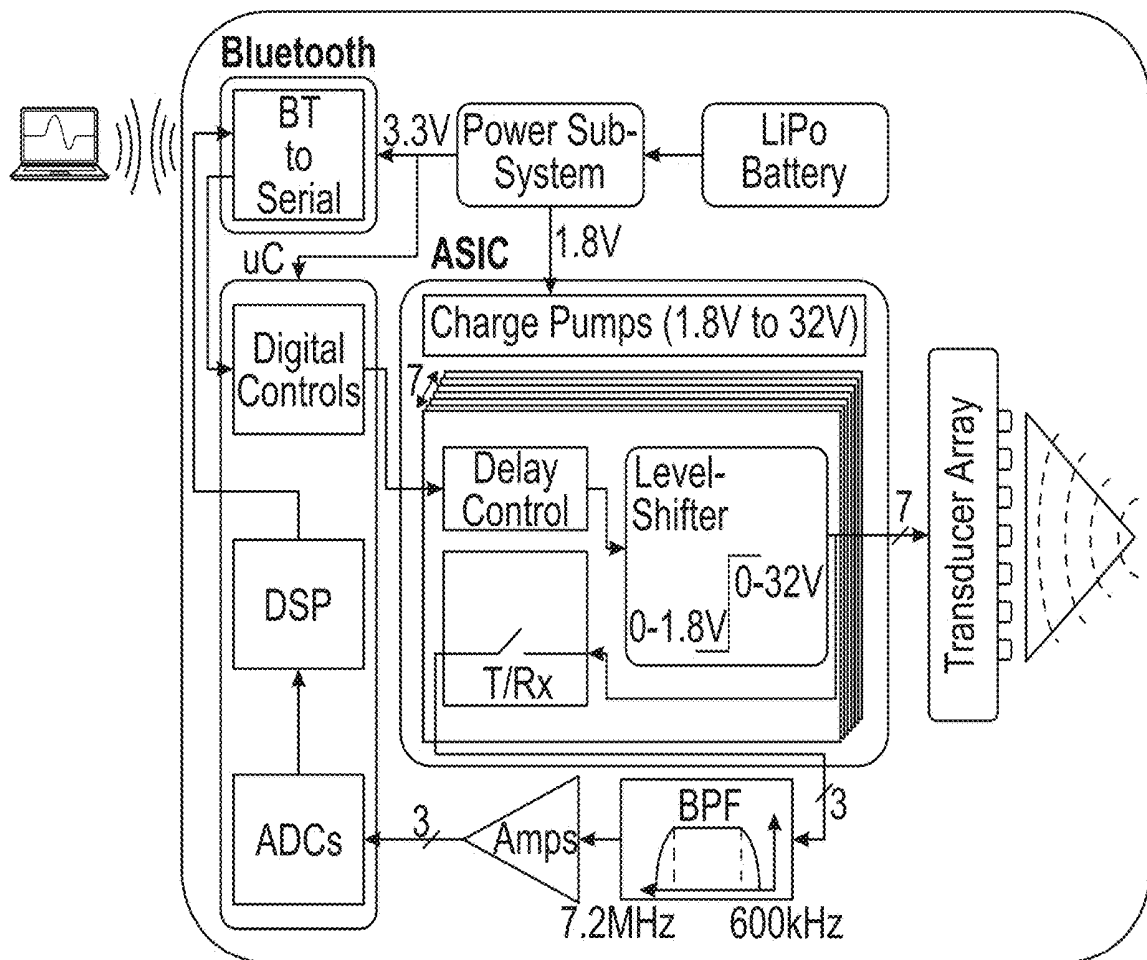 Bluetooth
BT
to
Serial
3.3V
Power Sub-
System
LiPo
Battery
1.8V
uC
ASIC
Charge Pumps (1.8V to 32V)
Digital
Controls
7
Delay
Control
Level-
Shifter
0-32V
0-1.8V
7
Transducer Array
DSP
T/Rx
ADCs
3
Amps
BPF
3
7.2MHz
600kHz